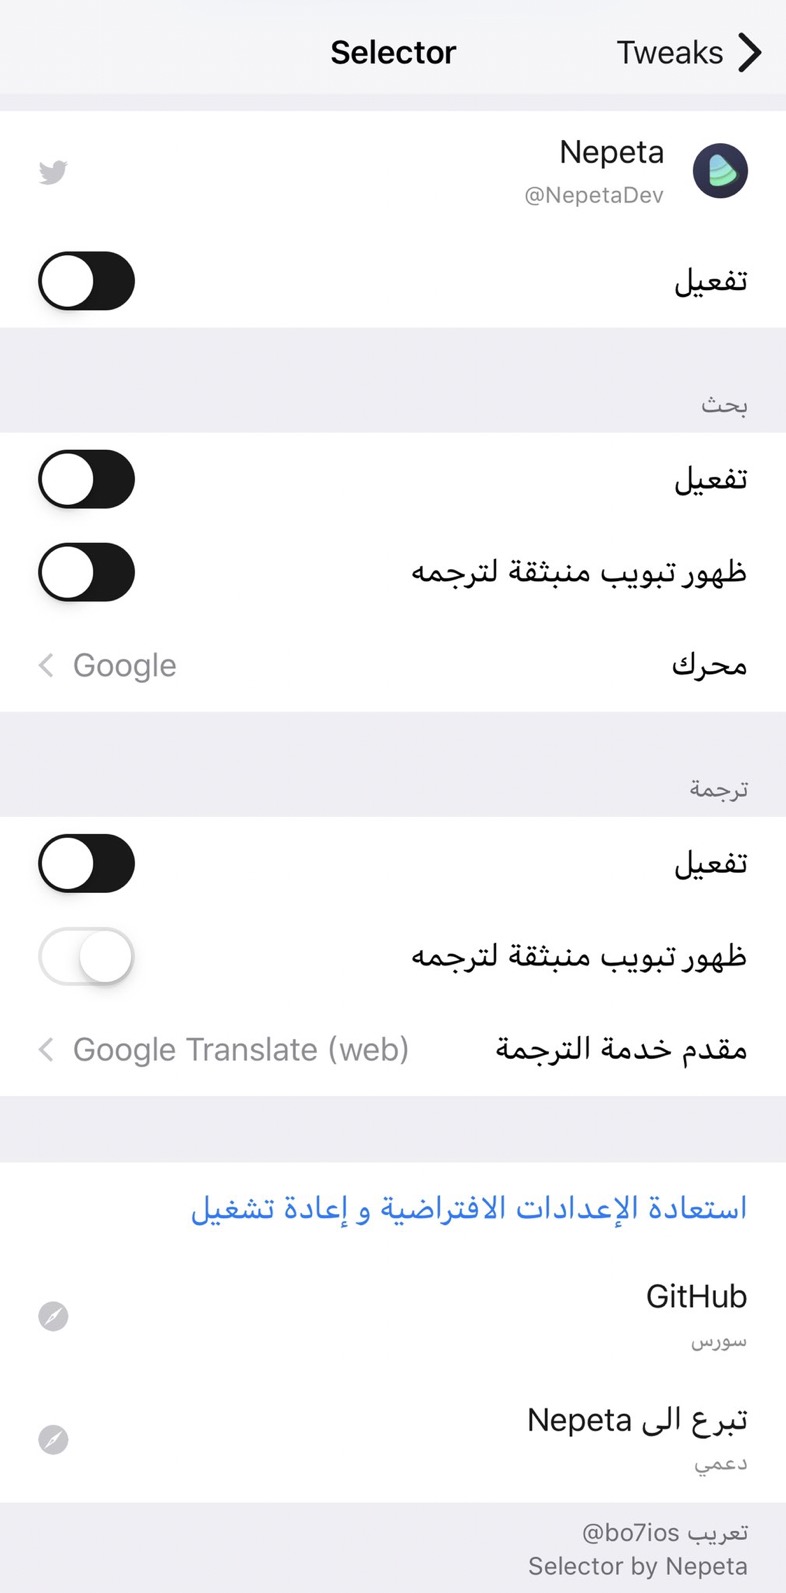 Tweaks
Selector
Nepeta
@NepetaDev
تفعيل
بحث
تفعيل
ظهور تبويب منبثقة لترجمه
محرك
Google
ترجمة
تفعيل
ظهور تبويب منبثقة لترجمه
مقدم خدمة الترجمة
Google Translate (web)
استعادة الإعدادات الافتراضية و إعادة تشغيل
GitHub
سورس
تبرع الى Nepeta
دعمي
تعريب @bo7ios
Selector by Nepeta